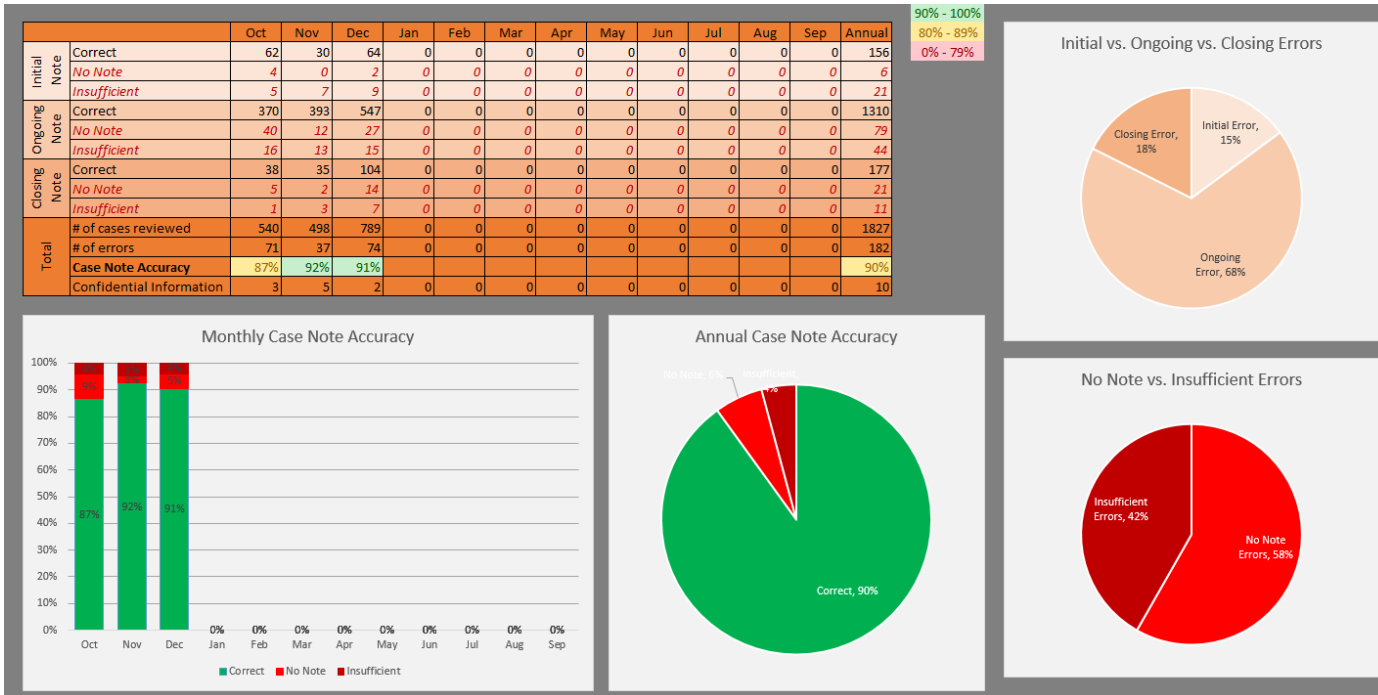 90% - 100%
80% - 89%
0% - 79%
Oct Nov Dec Jan Feb Mar Apr May Jun Jul Aug Sep Annual
Initial Note
Correct 62 30 64 0 0 0 0 0 0 0 0 0 156
No Note 4 0 2 0 0 0 0 0 0 0 0 0 6
Insufficient 5 7 9 0 0 0 0 0 0 0 0 0 21
Ongoing Note
Correct 370 393 547 0 0 0 0 0 0 0 0 0 1310
No Note 40 12 27 0 0 0 0 0 0 0 0 0 79
Insufficient 16 13 15 0 0 0 0 0 0 0 0 0 44
Closing Note
Correct 38 35 104 0 0 0 0 0 0 0 0 0 177
No Note 5 2 14 0 0 0 0 0 0 0 0 0 21
Insufficient 1 3 7 0 0 0 0 0 0 0 0 0 11
Total
# of cases reviewed 540 498 789 0 0 0 0 0 0 0 0 0 1827
# of errors 71 37 74 0 0 0 0 0 0 0 0 0 182
Case Note Accuracy 87% 92% 91% 90%
Confidential Information 3 5 2 0 0 0 0 0 0 0 0 0 10
Initial vs. Ongoing vs. Closing Errors
Closing Error,
18%
Initial Error,
15%
Ongoing
Error, 68%
Monthly Case Note Accuracy
100%
90%
80%
70%
60%
50%
40%
30%
20%
10%
0%
9% 5%
87% 92% 91%
0% 0% 0% 0% 0% 0% 0% 0% 0%
Oct Nov Dec Jan Feb Mar Apr May Jun Jul Aug Sep
Correct No Note Insufficient
Annual Case Note Accuracy
No Note, 6%
Insufficient,
4%
Correct, 90%
No Note vs. Insufficient Errors
Insufficient
Errors, 42%
No Note
Errors, 58%